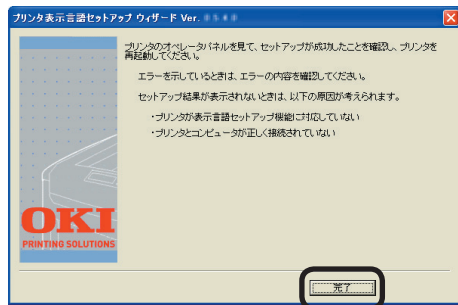 プリンタ表示言語セットアップ ウィザード Ver.
プリンタのオペレータパネルを見て、セットアップが成功したことを確認し、プリンタを
再起動してください。
エラーを示しているときは、エラーの内容を確認してください。
セットアップ結果が表示されないときは、以下の原因が考えられます。
・プリンタが表示言語セットアップ機能に対応していない
・プリンタとコンピュータが正しく接続されていない
OKI
PRINTING SOLUTIONS
完了